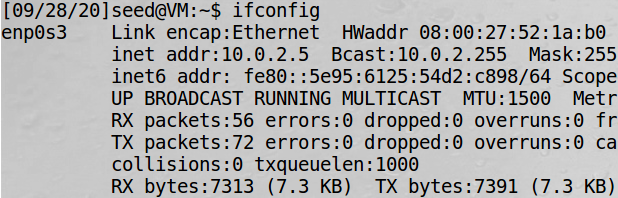 [09/28/20]seed@VM:~$ ifconfig
enp0s3    Link encap:Ethernet  HWaddr 08:00:27:52:1a:b0
          inet addr:10.0.2.5  Bcast:10.0.2.255  Mask:255
          inet6 addr: fe80::5e95:6125:54d2:c898/64 Scope
          UP BROADCAST RUNNING MULTICAST  MTU:1500  Metr
          RX packets:56 errors:0 dropped:0 overruns:0 fr
          TX packets:72 errors:0 dropped:0 overruns:0 ca
          collisions:0 txqueuelen:1000
          RX bytes:7313 (7.3 KB)  TX bytes:7391 (7.3 KB)